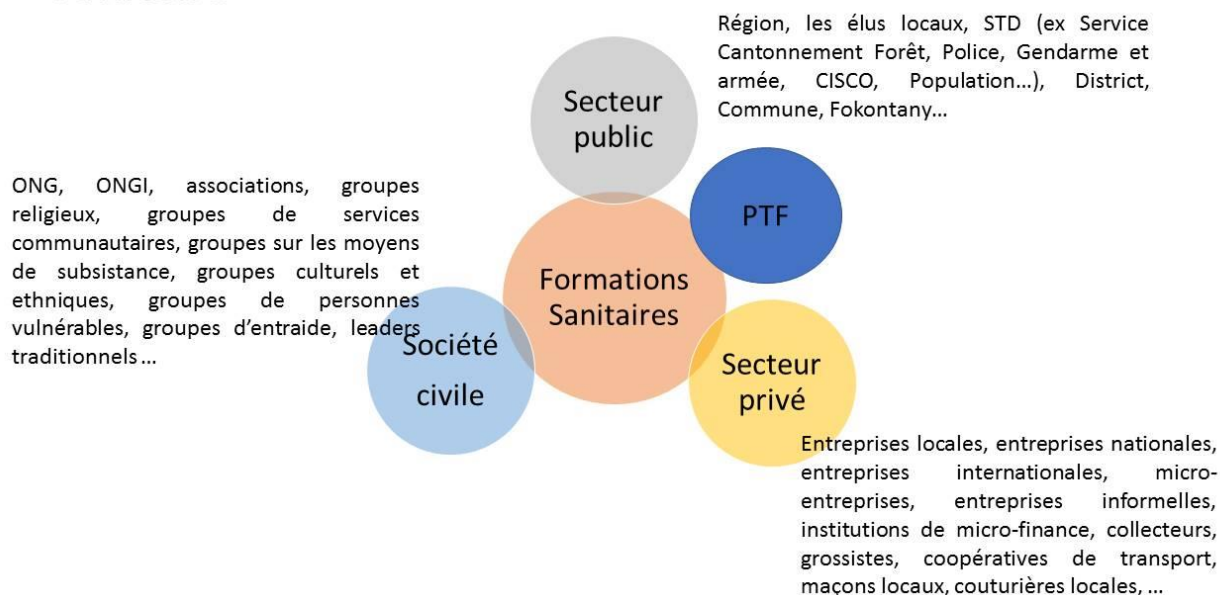 Région, les élus locaux, STD (ex Service
Cantonnement Forêt, Police, Gendarme et
armée, CISCO, Population...), District,
Commune, Fokontany...
Secteur
public
PTF
ONG, ONGI, associations, groupes
religieux, groupes de services
communautaires, groupes sur les moyens
de subsistance, groupes culturels et
ethniques, groupes de personnes
vulnérables, groupes d’entraide, leaders
traditionnels ...
Formations
Sanitaires
Société
civile
Secteur
privé
Entreprises locales, entreprises nationales,
entreprises internationales, micro-
entreprises, entreprises informelles,
institutions de micro-finance, collecteurs,
grossistes, coopératives de transport,
maçons locaux, couturières locales, ...